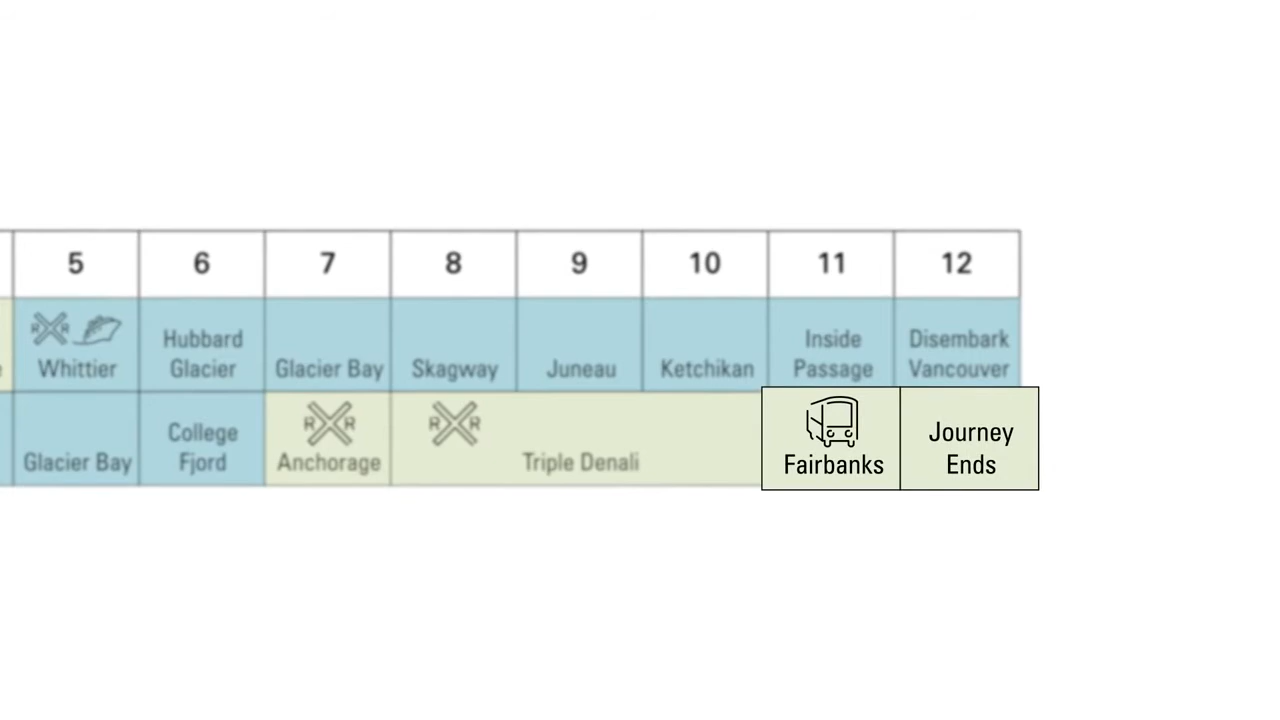 5 6 7 8 9 10 11 12
R R
Whittier
Hubbard
Glacier
Glacier Bay
Skagway
Juneau
Ketchikan
Inside
Passage
Disembark
Vancouver
Glacier Bay
College
Fjord
R R
Anchorage
R R
Triple Denali
Fairbanks
Journey
Ends